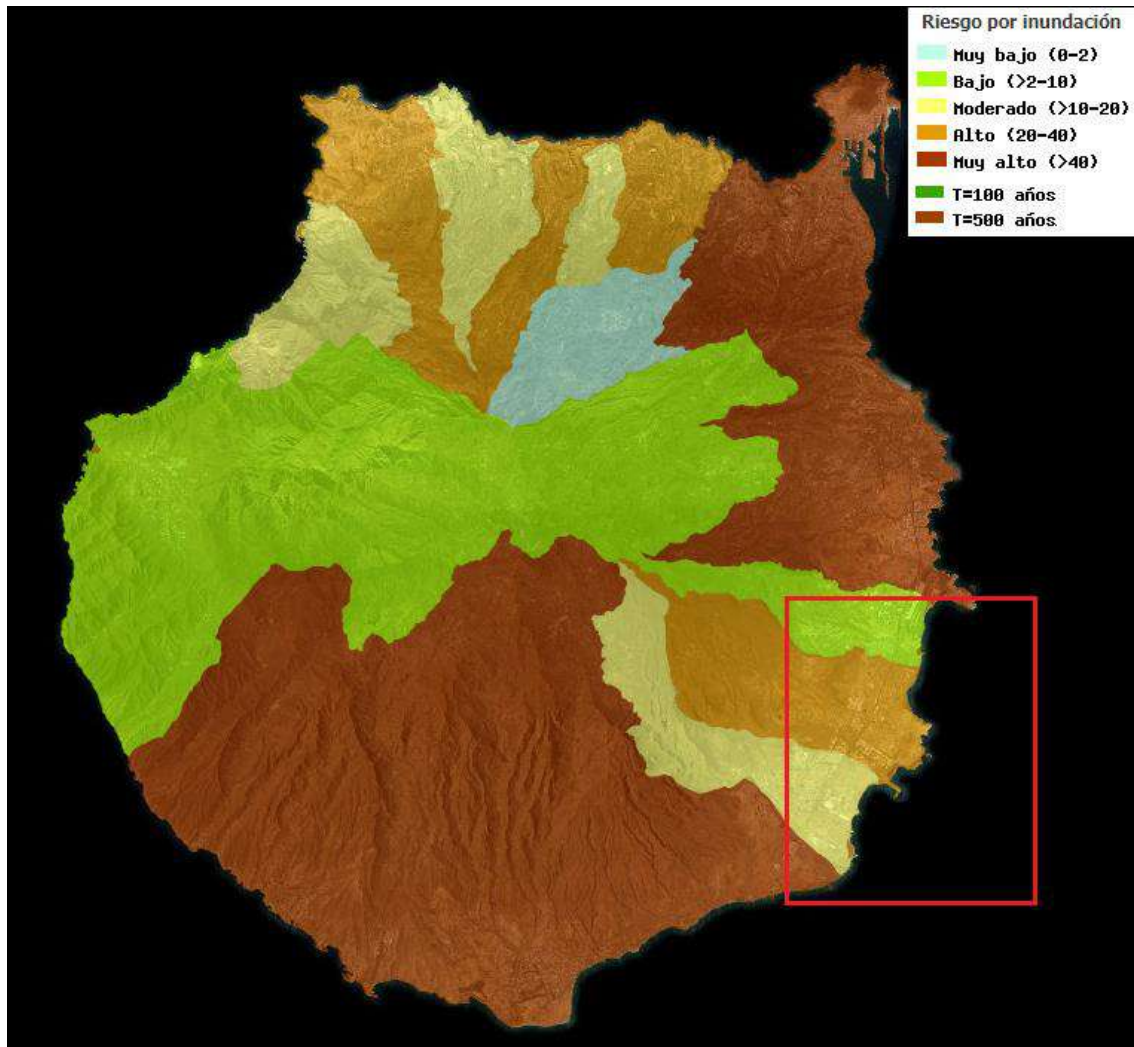 Riesgo por inundación
Muy bajo (0-2)
Bajo (>2-10)
Moderado (>10-20)
Alto (20-40)
Muy alto (>40)
T=100 años
T=500 años